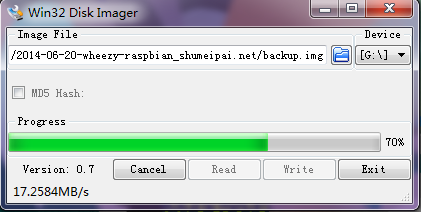 Win32 Disk Imager
Image File
Device
/2014-06-20-wheezy-raspbian_shumeipai.net/backup.img
[G:\]
MD5 Hash:
Progress
70%
Version: 0.7
Cancel
Read
Write
Exit
17.2584MB/s